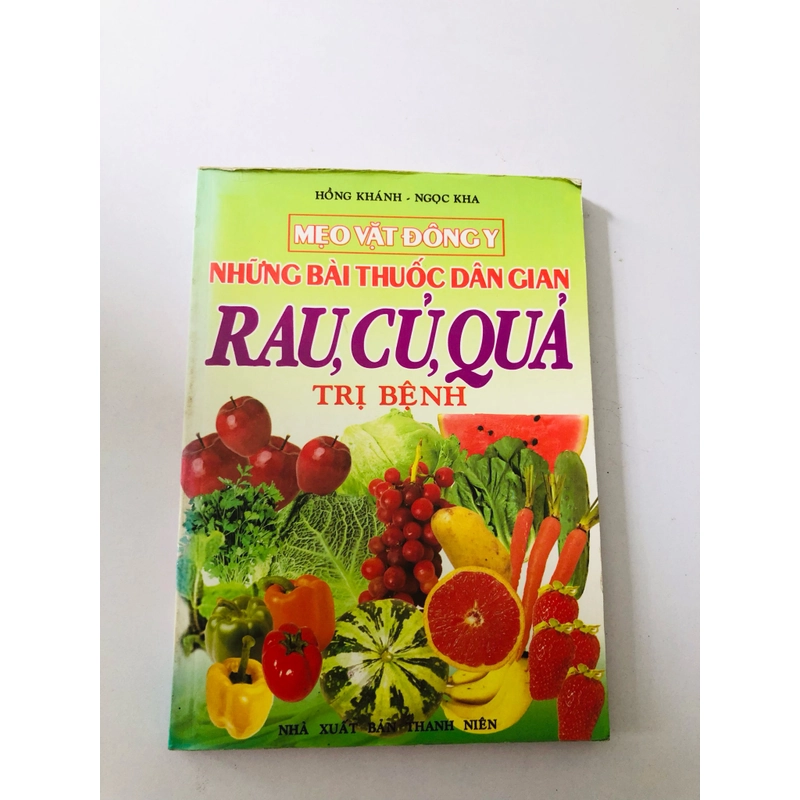 HỒNG KHÁNH - NGỌC KHA
MẸO VẶT ĐÔNG Y
NHỮNG BÀI THUỐC DÂN GIAN
RAU, CỦ, QUẢ
TRỊ BỆNH
NHÀ XUẤT BẢN THANH NIÊN